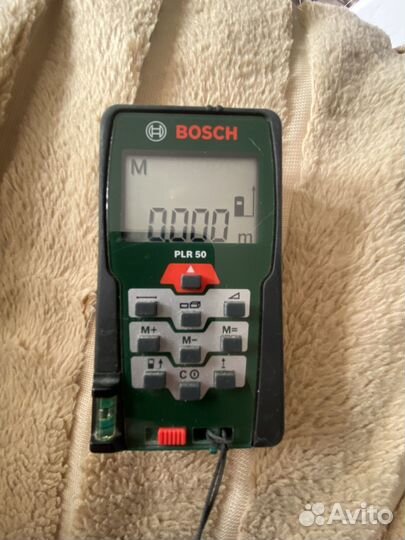 BOSCH
M
0.000 m
PLR 50
M+ M- M=
C
Avito